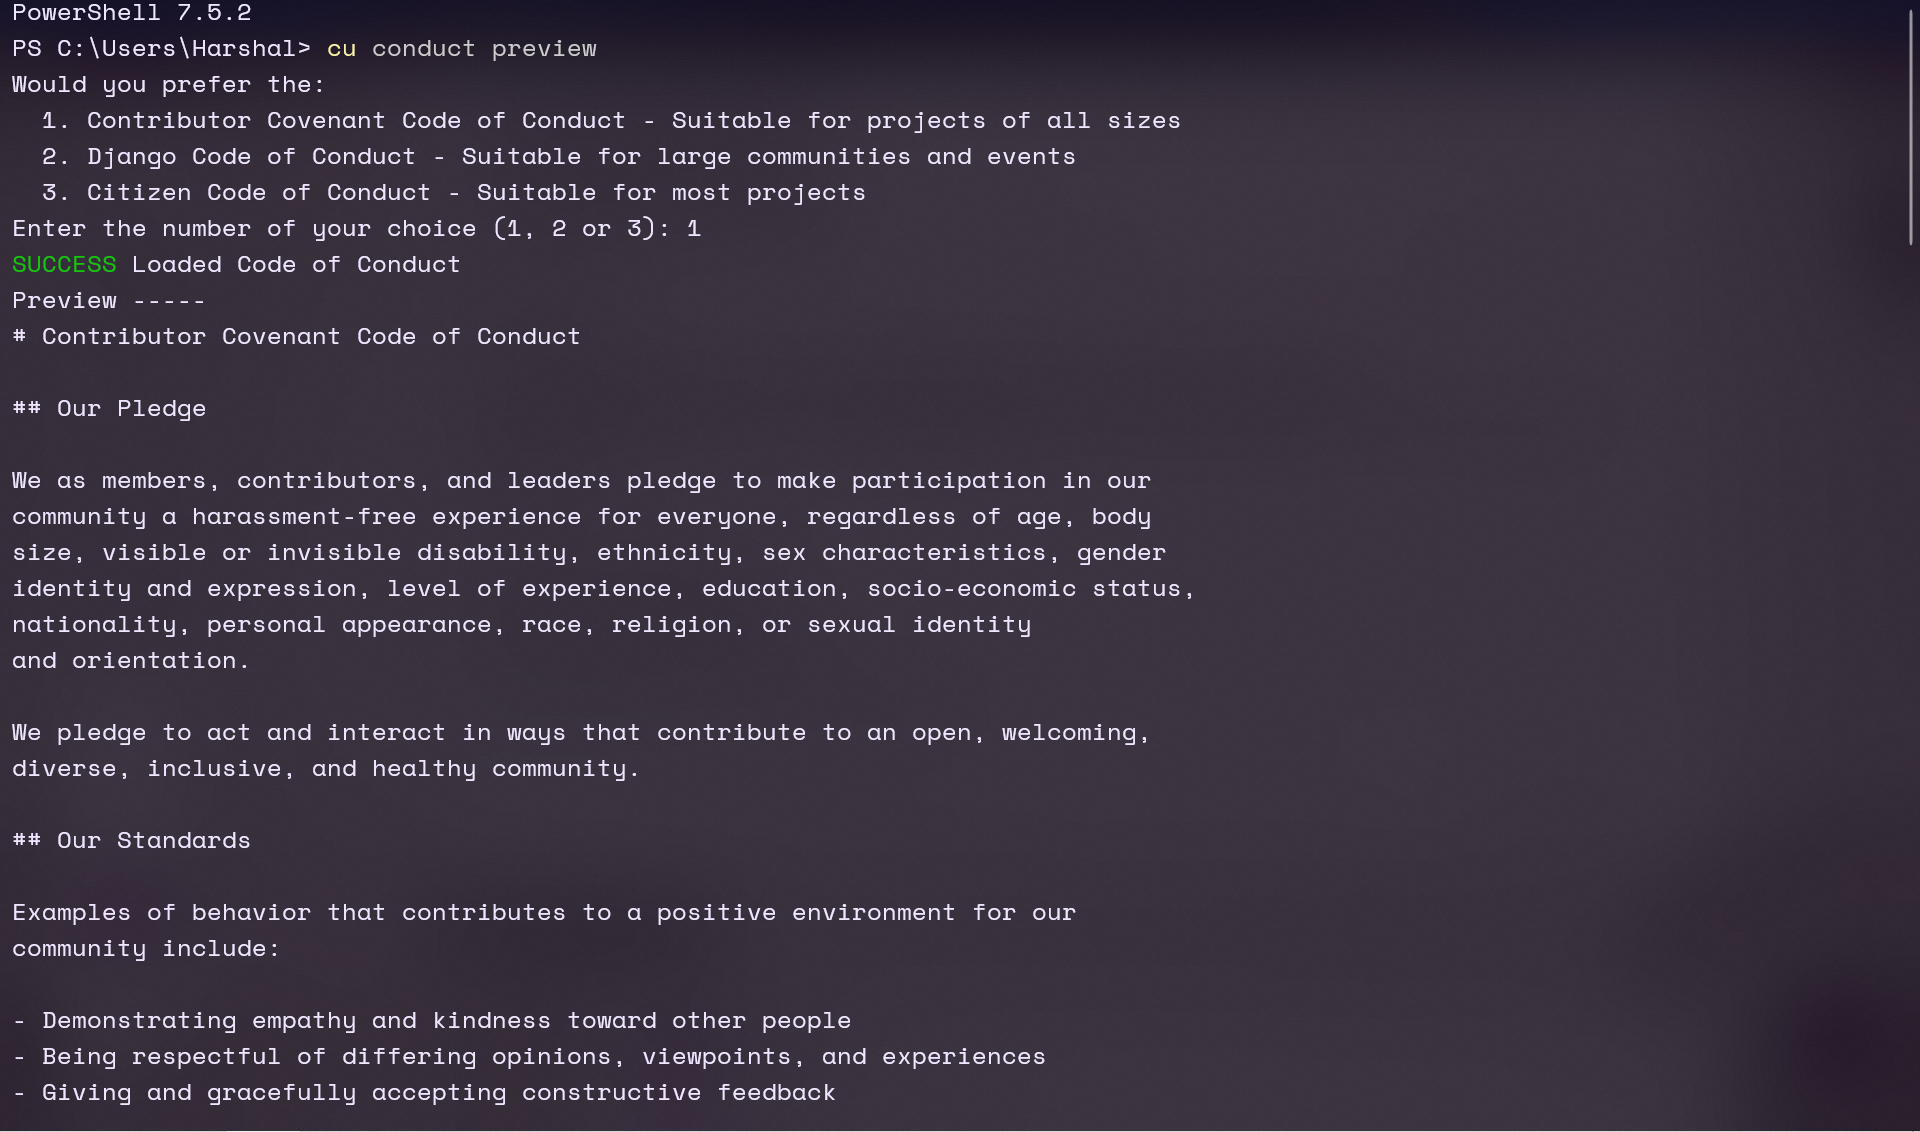 PowerShell 7.5.2
PS C:\Users\Harshal> cu conduct preview
Would you prefer the:
  1. Contributor Covenant Code of Conduct - Suitable for projects of all sizes
  2. Django Code of Conduct - Suitable for large communities and events
  3. Citizen Code of Conduct - Suitable for most projects
Enter the number of your choice (1, 2 or 3): 1
SUCCESS Loaded Code of Conduct
Preview -----
# Contributor Covenant Code of Conduct

## Our Pledge

We as members, contributors, and leaders pledge to make participation in our
community a harassment-free experience for everyone, regardless of age, body
size, visible or invisible disability, ethnicity, sex characteristics, gender
identity and expression, level of experience, education, socio-economic status,
nationality, personal appearance, race, religion, or sexual identity
and orientation.

We pledge to act and interact in ways that contribute to an open, welcoming,
diverse, inclusive, and healthy community.

## Our Standards

Examples of behavior that contributes to a positive environment for our
community include:

- Demonstrating empathy and kindness toward other people
- Being respectful of differing opinions, viewpoints, and experiences
- Giving and gracefully accepting constructive feedback